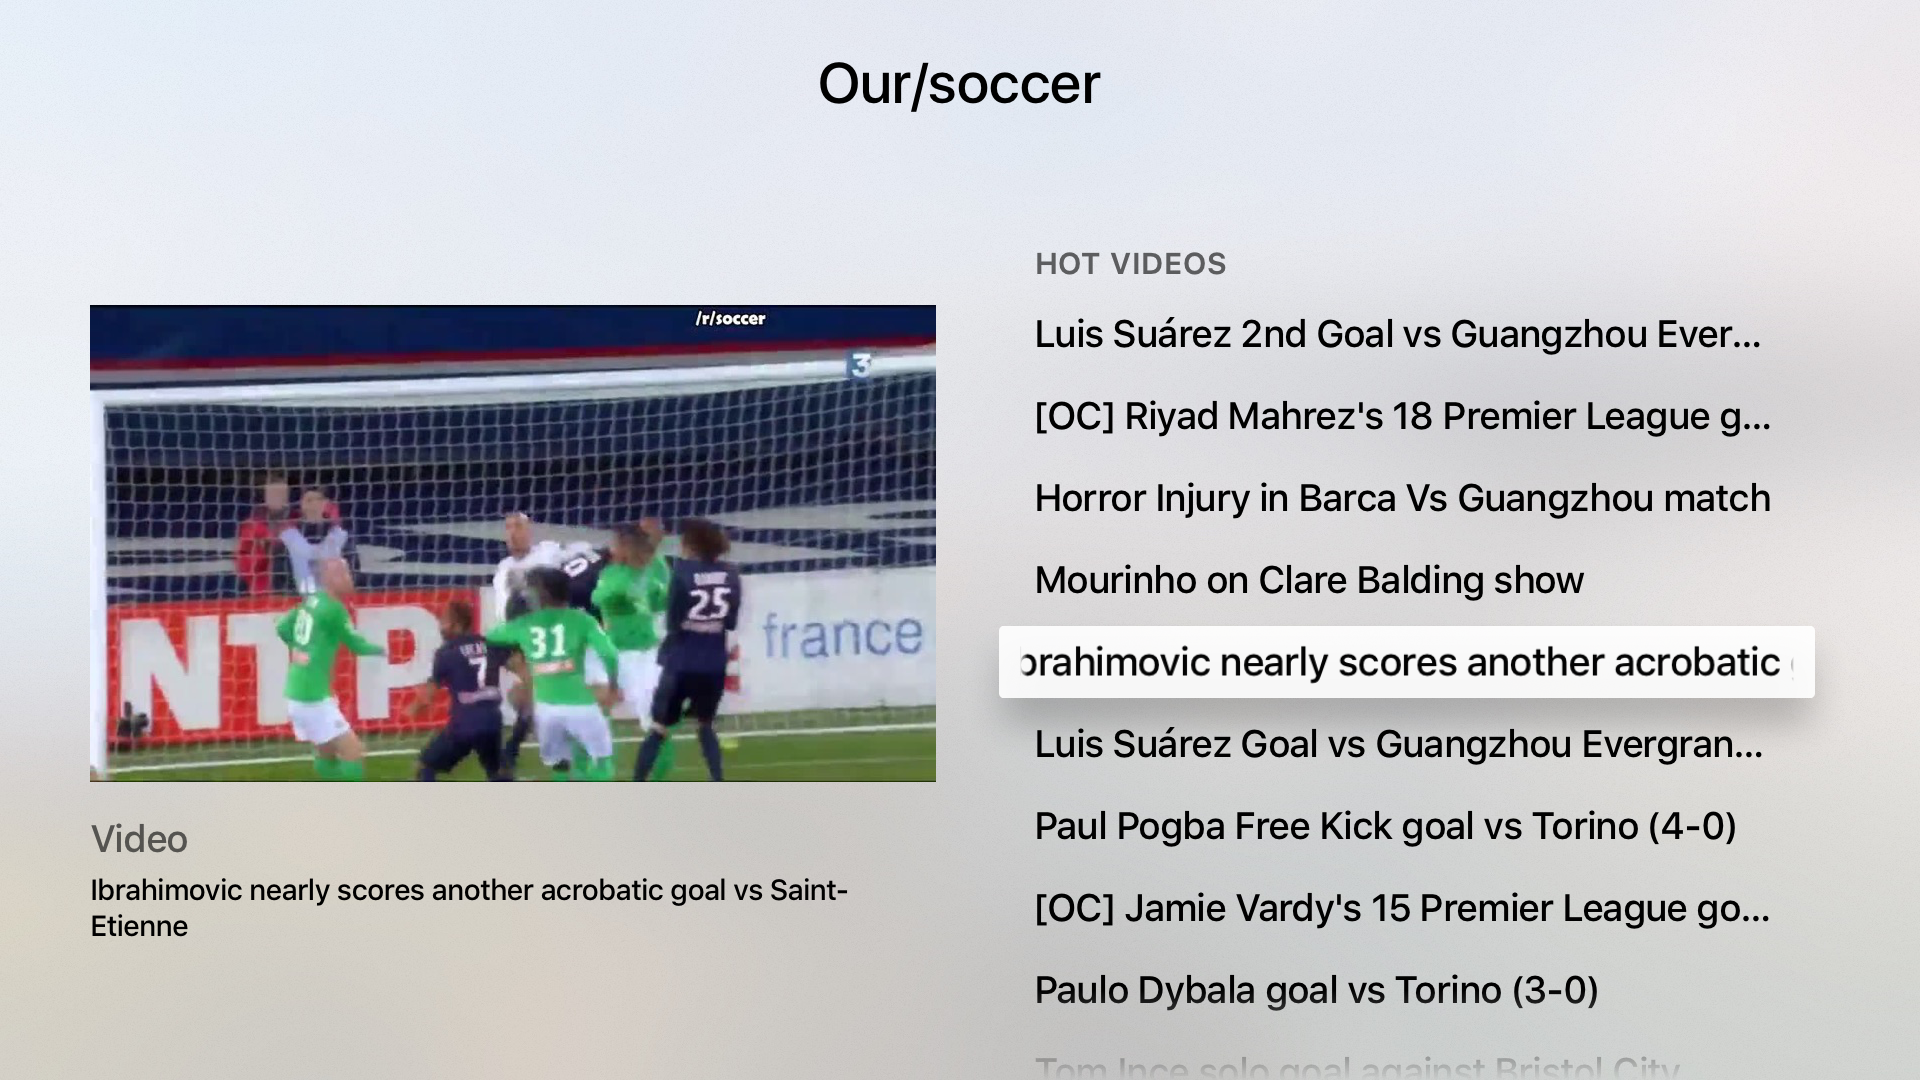 Our/soccer
HOT VIDEOS
Luis Suárez 2nd Goal vs Guangzhou Ever...
[OC] Riyad Mahrez's 18 Premier League g...
Horror Injury in Barca Vs Guangzhou match
Mourinho on Clare Balding show
brahimovic nearly scores another acrobatic
Luis Suárez Goal vs Guangzhou Evergran...
Paul Pogba Free Kick goal vs Torino (4-0)
[OC] Jamie Vardy's 15 Premier League go...
Paulo Dybala goal vs Torino (3-0)
Tom Ince solo goal against Bristol City
/r/soccer
3
25
31
7
NTP
france
Video
Ibrahimovic nearly scores another acrobatic goal vs Saint-
Etienne